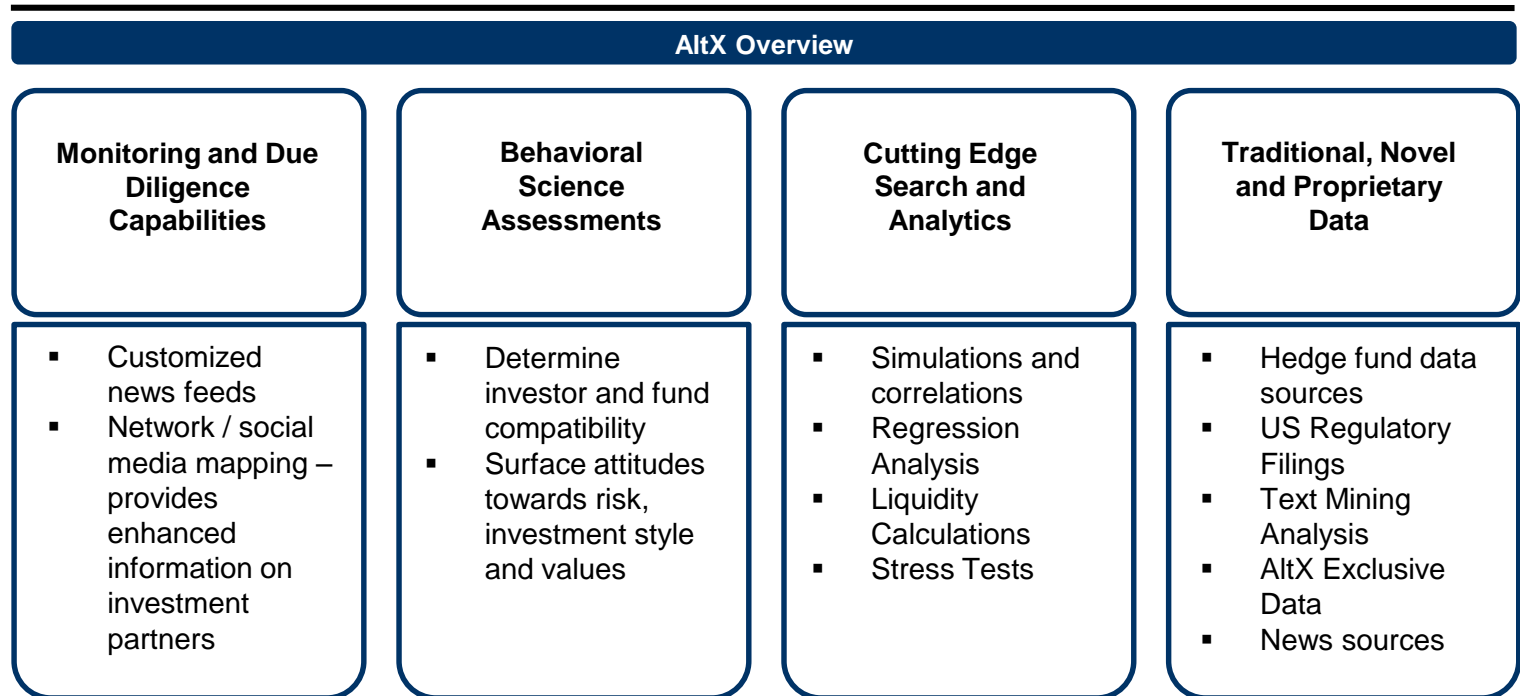 AltX Overview
Monitoring and Due
Diligence
Capabilities
▪ Customized
news feeds
▪ Network / social
media mapping –
provides
enhanced
information on
investment
partners
Behavioral
Science
Assessments
▪ Determine
investor and fund
compatibility
▪ Surface attitudes
towards risk,
investment style
and values
Cutting Edge
Search and
Analytics
▪ Simulations and
correlations
▪ Regression
Analysis
▪ Liquidity
Calculations
▪ Stress Tests
Traditional, Novel
and Proprietary
Data
▪ Hedge fund data
sources
▪ US Regulatory
Filings
▪ Text Mining
Analysis
▪ AltX Exclusive
Data
▪ News sources